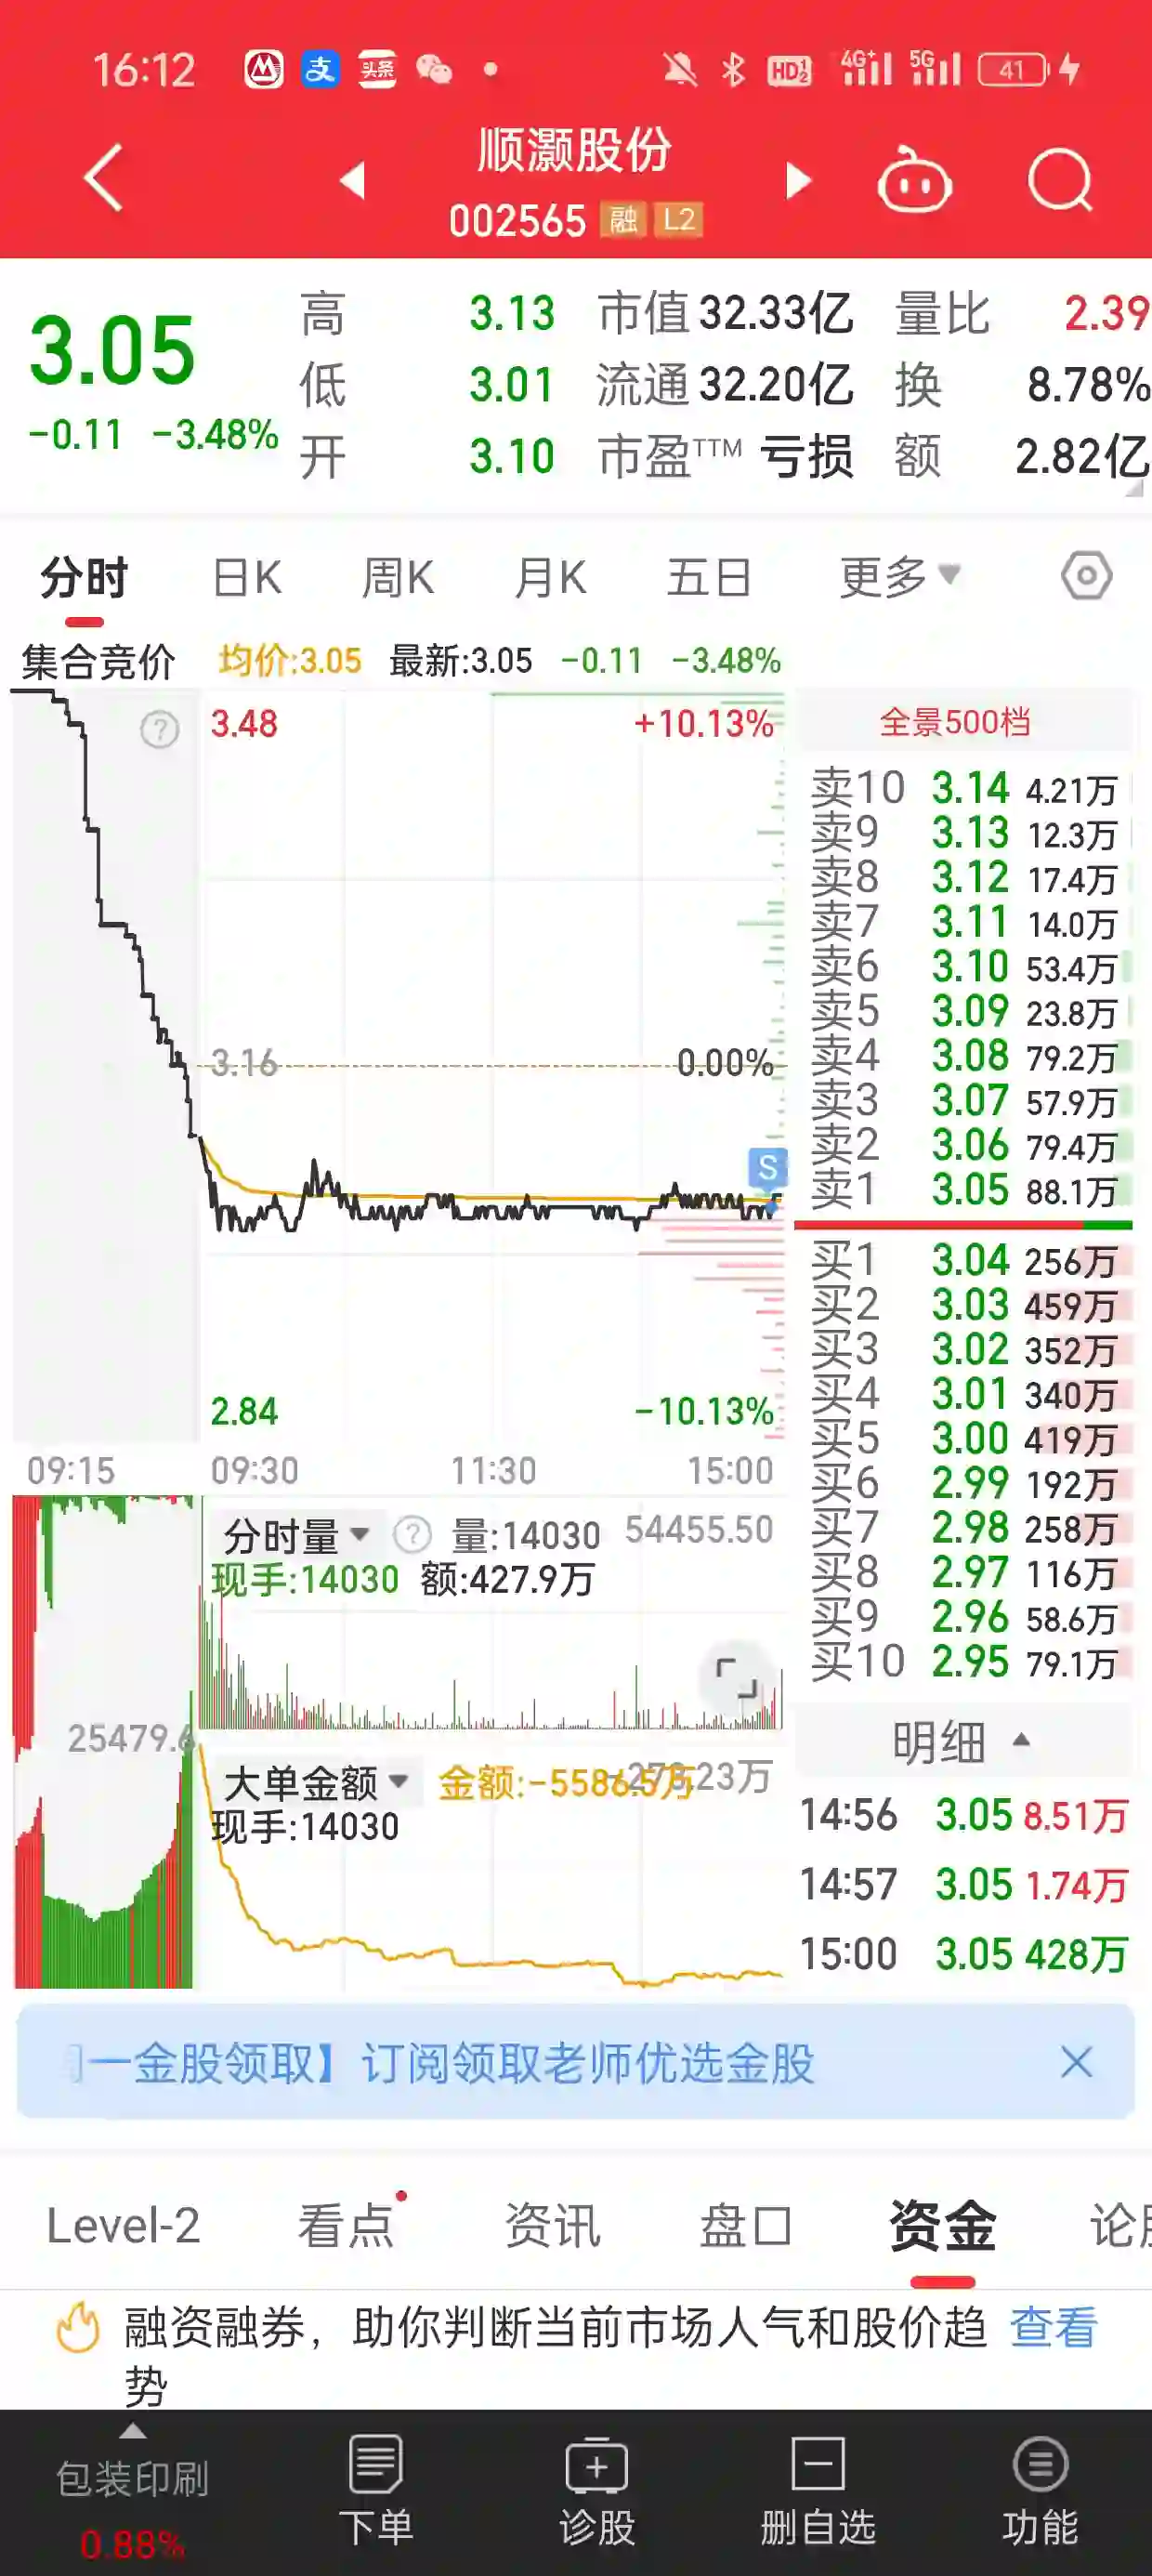 16:12 支 头条 HD1 2 4G+ 5G 41
顺灏股份
002565 融 L2
3.05
-0.11 -3.48%
高 3.13 市值 32.33亿 量比 2.39
低 3.01 流通 32.20亿 换 8.78%
开 3.10 市盈TTM 亏损 额 2.82亿
分时 日K 周K 月K 五日 更多
集合竞价 均价:3.05 最新:3.05 -0.11 -3.48%
? 3.48 +10.13%
3.16 0.00%
S
2.84 -10.13%
09:15 09:30 11:30 15:00
全景500档
卖10 3.14 4.21万
卖9 3.13 12.3万
卖8 3.12 17.4万
卖7 3.11 14.0万
卖6 3.10 53.4万
卖5 3.09 23.8万
卖4 3.08 79.2万
卖3 3.07 57.9万
卖2 3.06 79.4万
卖1 3.05 88.1万
买1 3.04 256万
买2 3.03 459万
买3 3.02 352万
买4 3.01 340万
买5 3.00 419万
买6 2.99 192万
买7 2.98 258万
买8 2.97 116万
买9 2.96 58.6万
买10 2.95 79.1万
分时量 ? 量:14030 54455.50
现手:14030 额:427.9万
25479.6
大单金额 金额:-5586.5万
现手:14030
明细
14:56 3.05 8.51万
14:57 3.05 1.74万
15:00 3.05 428万
一金股领取】 订阅领取老师优选金股
Level-2 看点 资讯 盘口 资金 论
融资融券，助你判断当前市场人气和股价趋 查看
势
包装印刷
0.88%
下单 诊股 删自选 功能